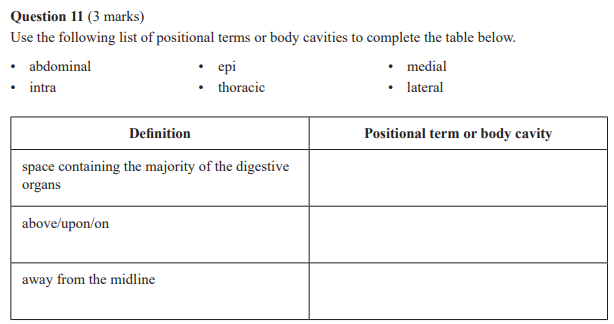 Question 11 (3 marks)
Use the following list of positional terms or body cavities to complete the table below.
• abdominal • epi • medial
• intra • thoracic • lateral
Definition Positional term or body cavity
space containing the majority of the digestive
organs
above/upon/on
away from the midline